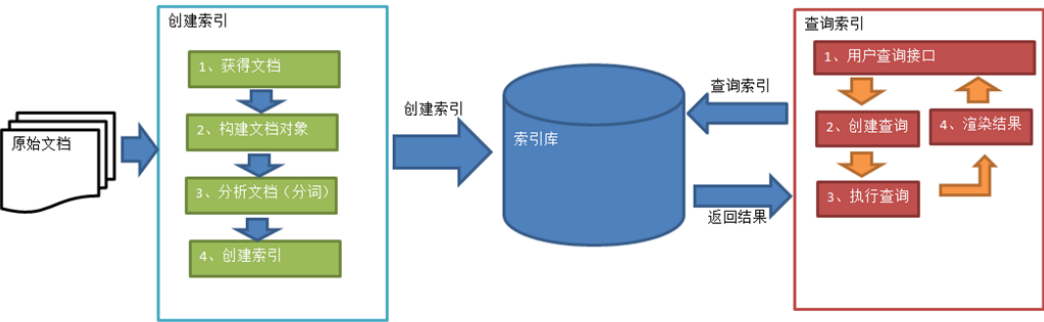 原始文档
创建索引
1、获得文档
2、构建文档对象
3、分析文档（分词）
4、创建索引
创建索引
索引库
查询索引
返回结果
查询索引
1、用户查询接口
2、创建查询
3、执行查询
4、渲染结果